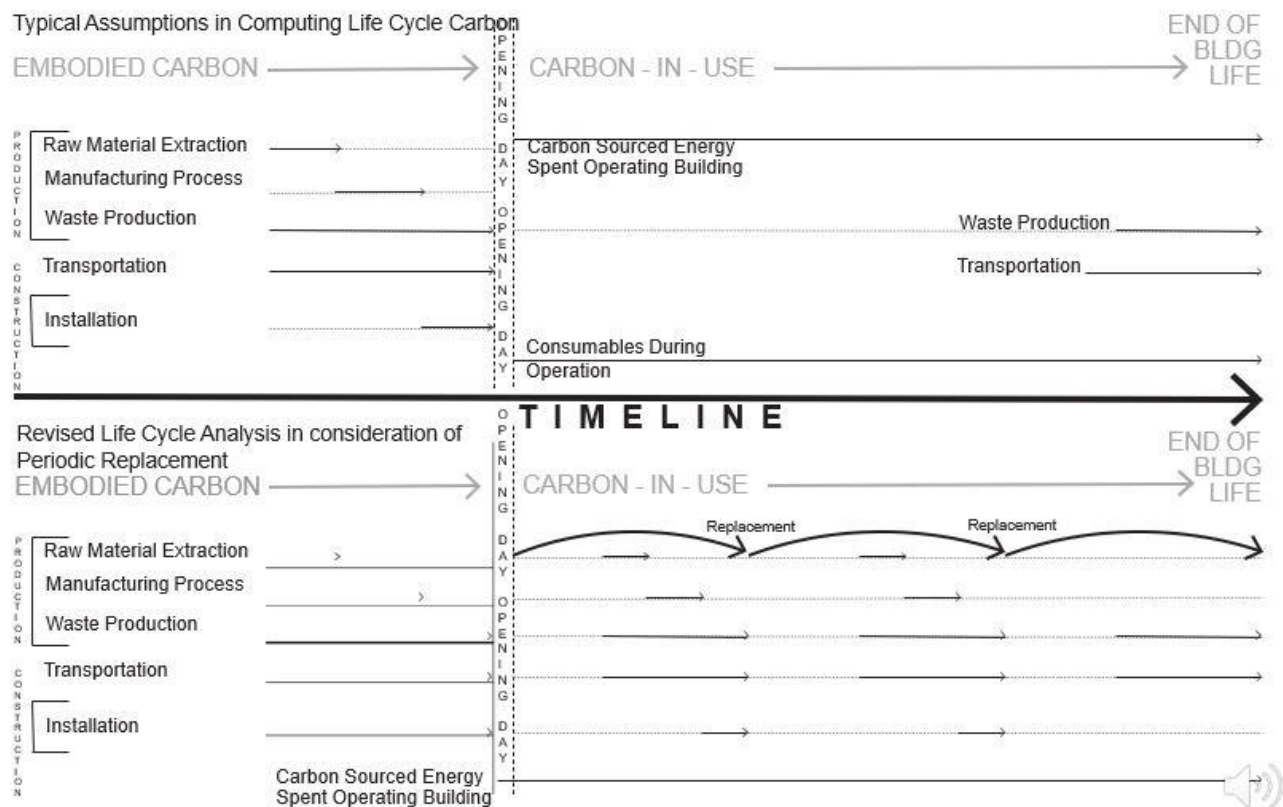 Typical Assumptions in Computing Life Cycle Carbon
EMBODIED CARBON
CARBON - IN - USE
END OF
BLDG
LIFE
OPENING DAY OPENING DAY
PRODUCTION
Raw Material Extraction
Manufacturing Process
Waste Production
Carbon Sourced Energy
Spent Operating Building
Waste Production
CONSTRUCTION
Transportation
Transportation
Installation
Consumables During
Operation
TIMELINE
Revised Life Cycle Analysis in consideration of
Periodic Replacement
EMBODIED CARBON
CARBON - IN - USE
END OF
BLDG
LIFE
OPENING DAY OPENING DAY
Replacement
Replacement
PRODUCTION
Raw Material Extraction
Manufacturing Process
Waste Production
CONSTRUCTION
Transportation
Installation
Carbon Sourced Energy
Spent Operating Building